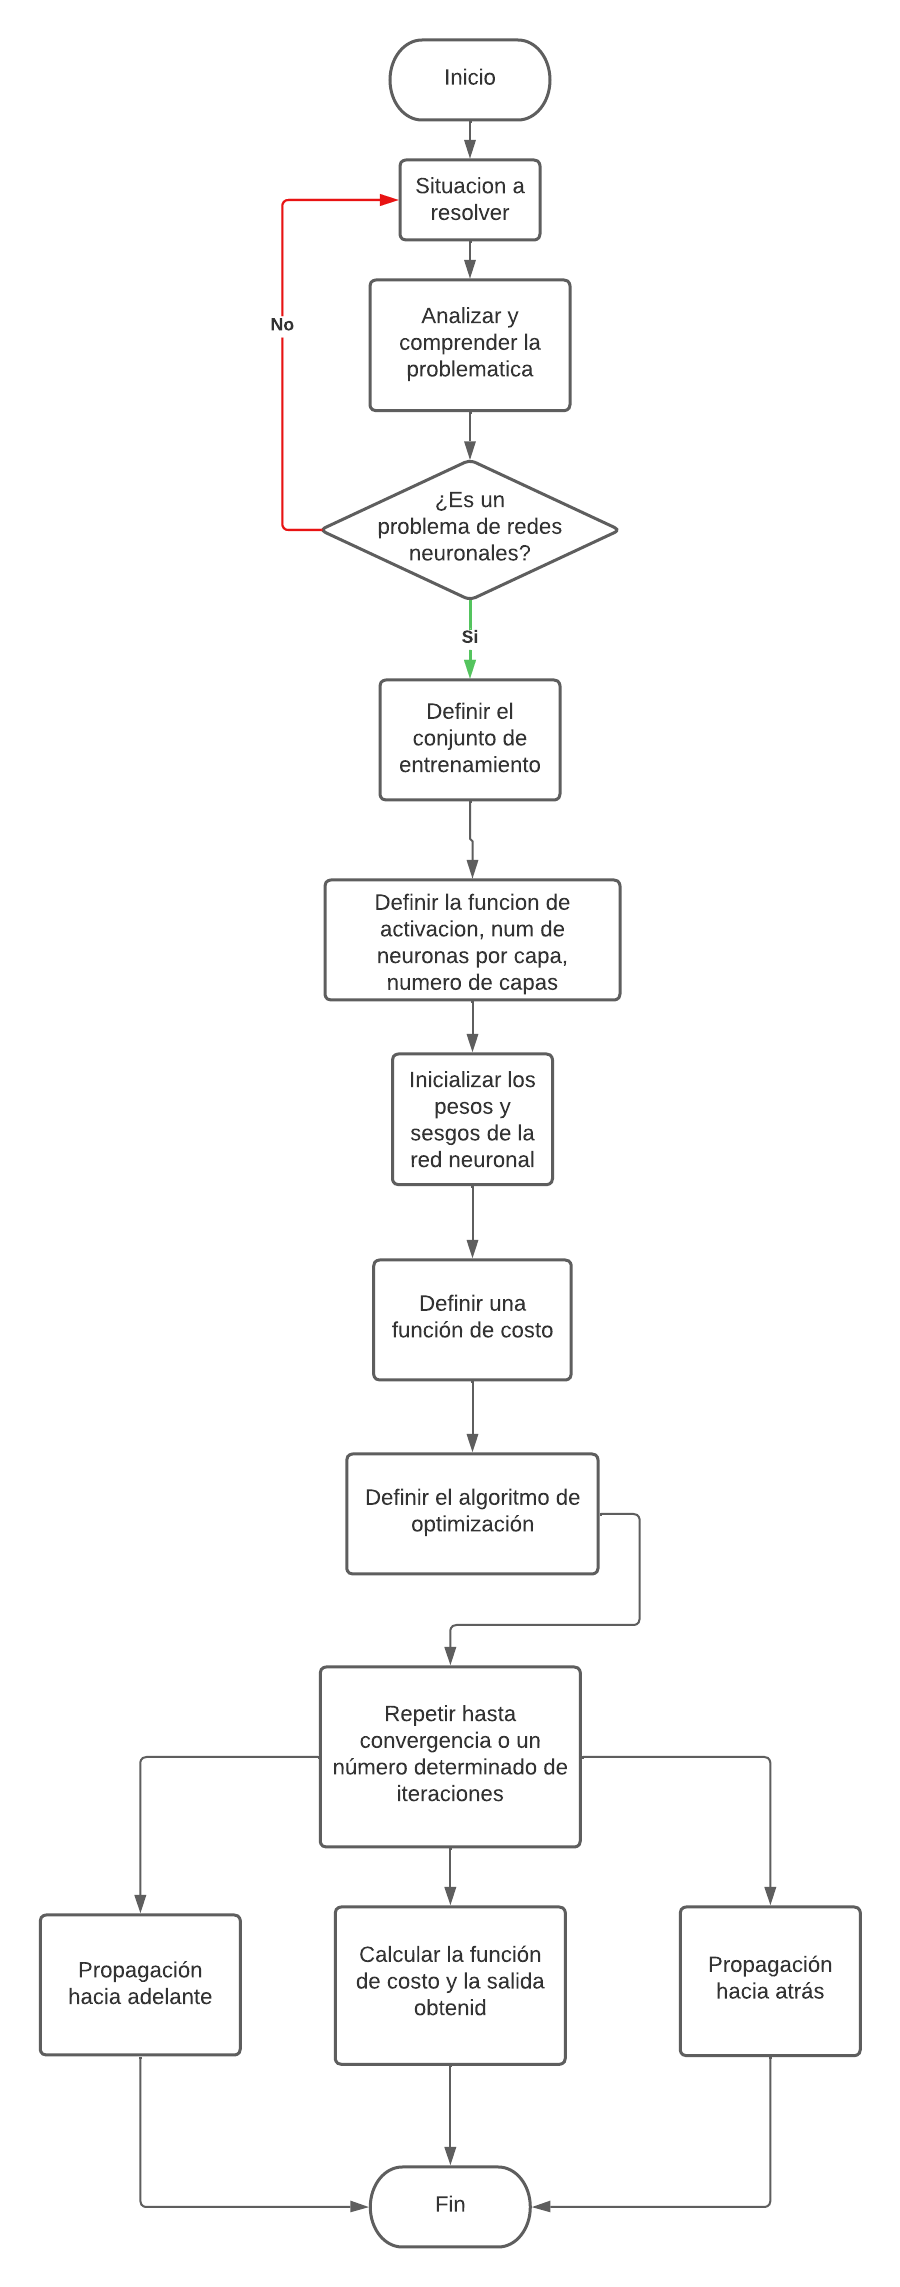 Inicio
Situacion a
resolver
No
Analizar y
comprender la
problematica
¿Es un
problema de redes
neuronales?
Si
Definir el
conjunto de
entrenamiento
Definir la funcion de
activacion, num de
neuronas por capa,
numero de capas
Inicializar los
pesos y
sesgos de la
red neuronal
Definir una
función de costo
Definir el algoritmo de
optimización
Repetir hasta
convergencia o un
número determinado de
iteraciones
Propagación
hacia adelante
Calcular la función
de costo y la salida
obtenid
Propagación
hacia atrás
Fin